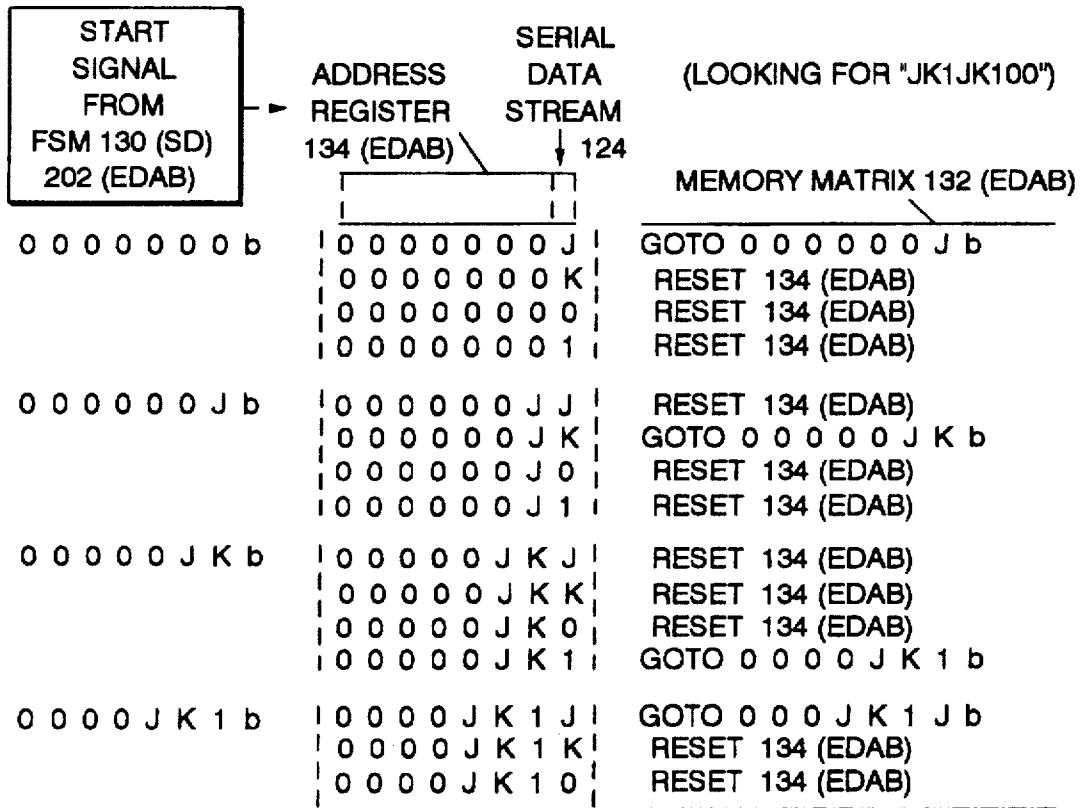 START
SIGNAL
FROM
FSM 130 (SD)
202 (EDAB)
ADDRESS
REGISTER
134 (EDAB)
SERIAL
DATA
STREAM
124
(LOOKING FOR "JK1JK100")
MEMORY MATRIX 132 (EDAB)
0 0 0 0 0 0 0 b 0 0 0 0 0 0 0 J GOTO 0 0 0 0 0 0 J b
0 0 0 0 0 0 0 K RESET 134 (EDAB)
0 0 0 0 0 0 0 0 RESET 134 (EDAB)
0 0 0 0 0 0 0 1 RESET 134 (EDAB)
0 0 0 0 0 0 J b 0 0 0 0 0 0 J J RESET 134 (EDAB)
0 0 0 0 0 0 J K GOTO 0 0 0 0 0 J K b
0 0 0 0 0 0 J 0 RESET 134 (EDAB)
0 0 0 0 0 0 J 1 RESET 134 (EDAB)
0 0 0 0 0 J K b 0 0 0 0 0 J K J RESET 134 (EDAB)
0 0 0 0 0 J K K RESET 134 (EDAB)
0 0 0 0 0 J K 0 RESET 134 (EDAB)
0 0 0 0 0 J K 1 GOTO 0 0 0 0 J K 1 b
0 0 0 0 J K 1 b 0 0 0 0 J K 1 J GOTO 0 0 0 J K 1 J b
0 0 0 0 J K 1 K RESET 134 (EDAB)
0 0 0 0 J K 1 0 RESET 134 (EDAB)